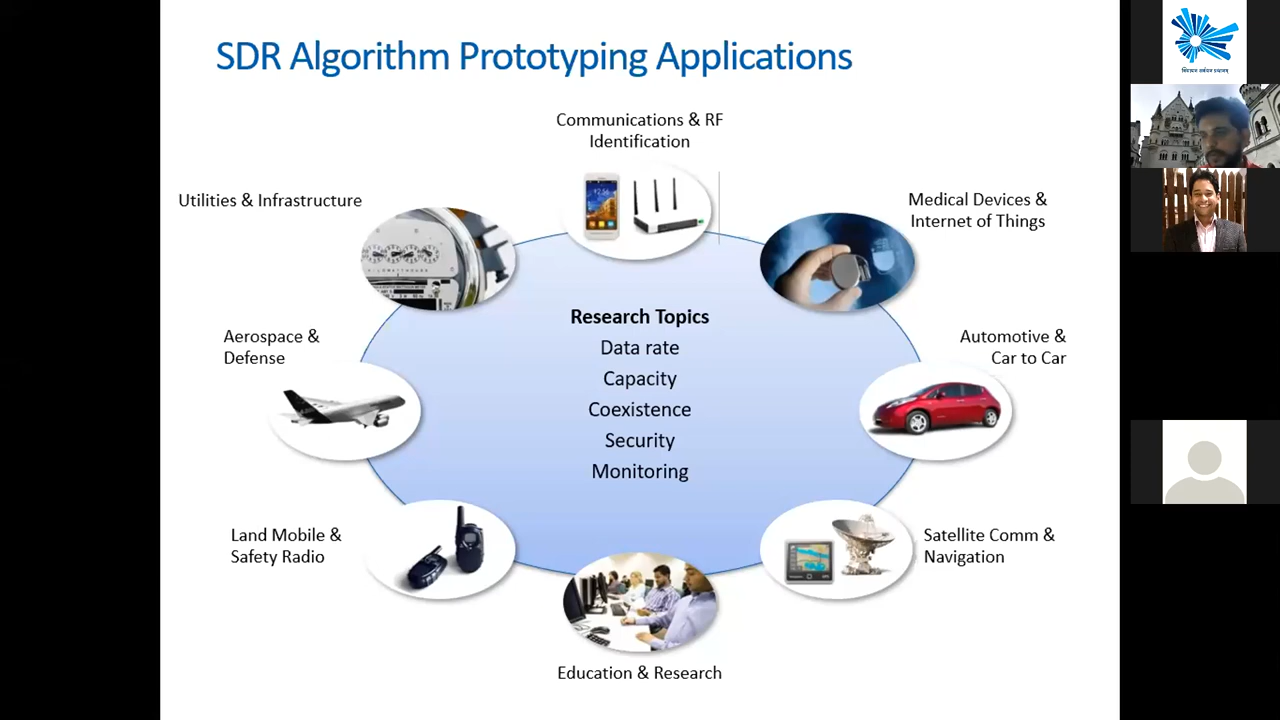 SDR Algorithm Prototyping Applications
Communications & RF
Identification
Utilities & Infrastructure
Medical Devices &
Internet of Things
Aerospace &
Defense
Automotive &
Car to Car
Research Topics
Data rate
Capacity
Coexistence
Security
Monitoring
Land Mobile &
Safety Radio
Satellite Comm &
Navigation
Education & Research